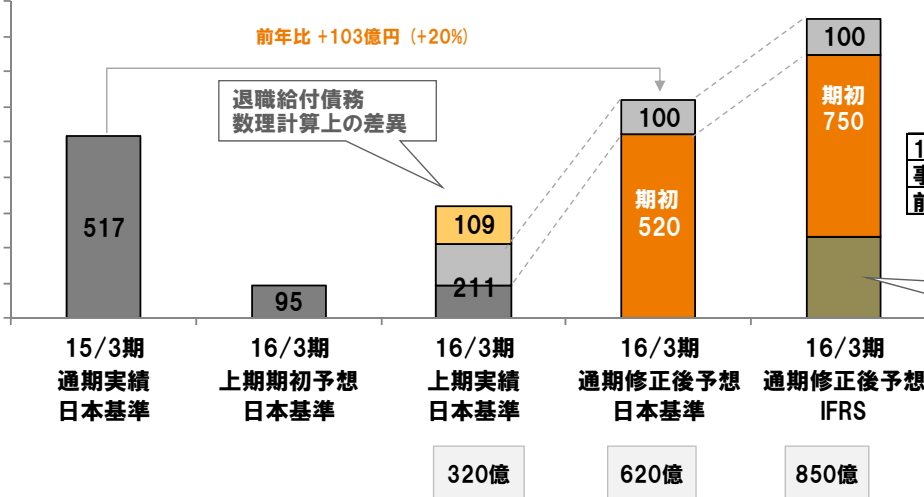 前年比 +103億円 (+20%)
退職給付債務
数理計算上の差異
517
95
109
211
100
期初
520
100
期初
750
15/3期
通期実績
日本基準
16/3期
上期期初予想
日本基準
16/3期
上期実績
日本基準
16/3期
通期修正後予想
日本基準
16/3期
通期修正後予想
IFRS
320億
620億
850億
1
事
前